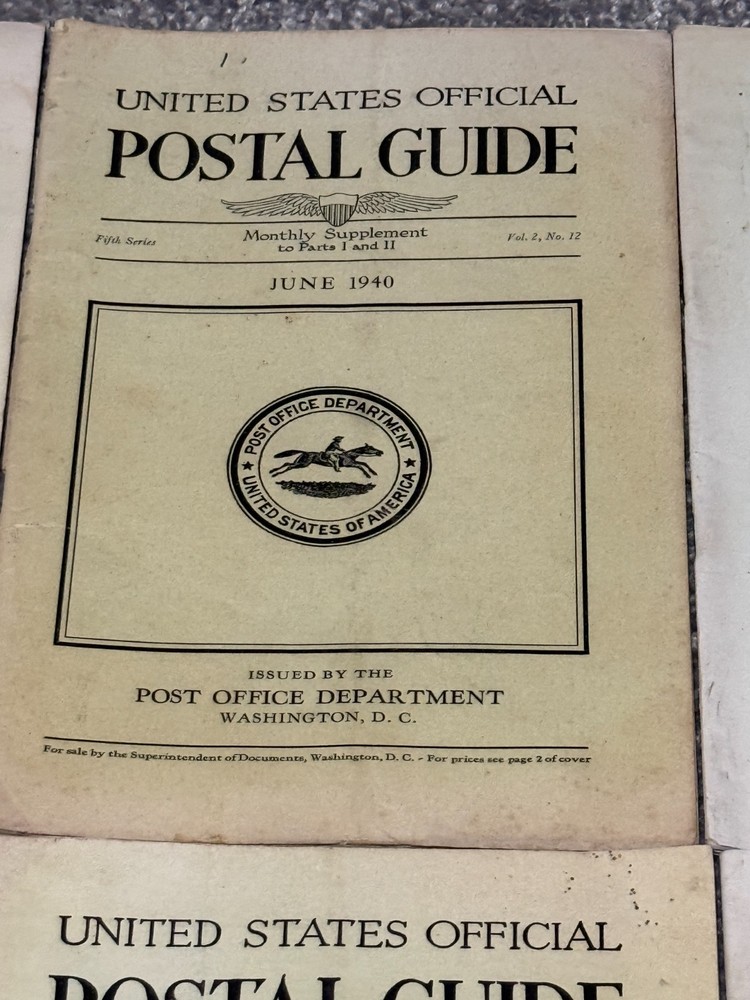 UNITED STATES OFFICIAL
POSTAL GUIDE
Fifth Series
Monthly Supplement
to Parts I and II
Vol. 2, No. 12
JUNE 1940
POST OFFICE DEPARTMENT
UNITED STATES OF AMERICA
ISSUED BY THE
POST OFFICE DEPARTMENT
WASHINGTON, D. C.
For sale by the Superintendent of Documents, Washington, D. C. - For prices see page 2 of cover
UNITED STATES OFFICIAL
POSTAL GUIDE